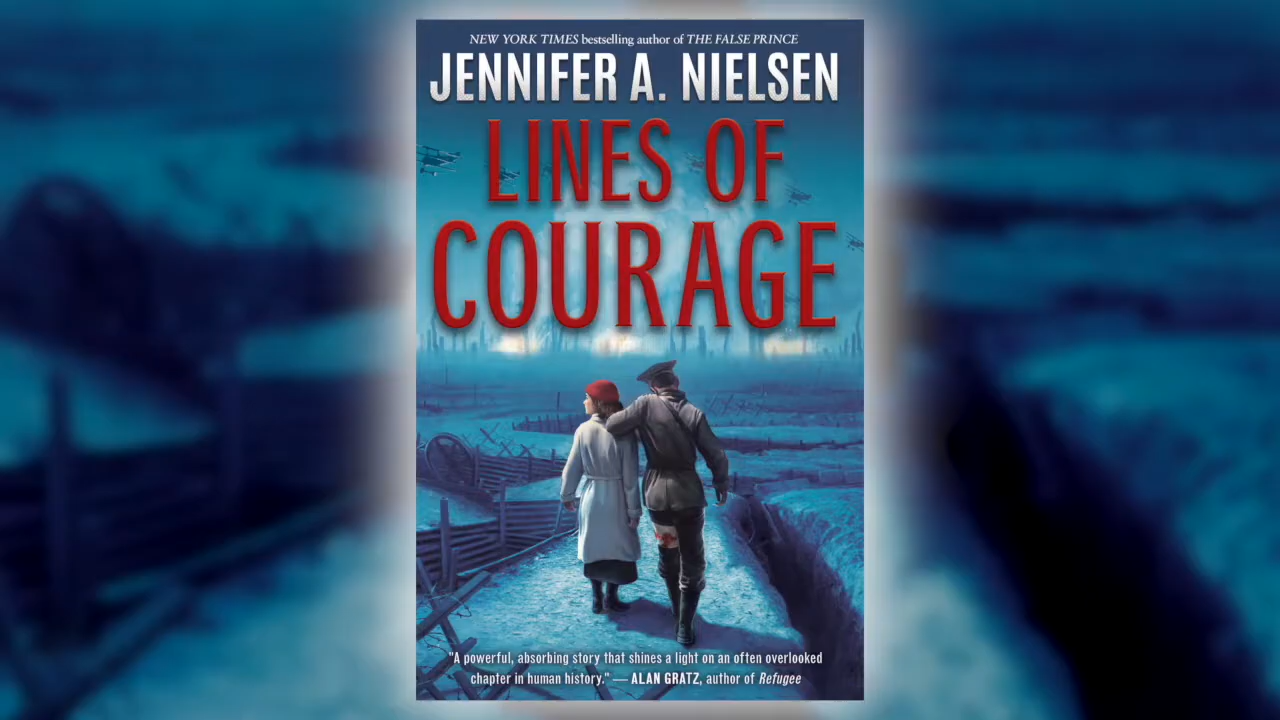 NEW YORK TIMES bestselling author of THE FALSE PRINCE
JENNIFER A. NIELSEN
LINES OF
COURAGE
"A powerful, absorbing story that shines a light on an often overlooked
chapter in human history." — ALAN GRATZ, author of Refugee